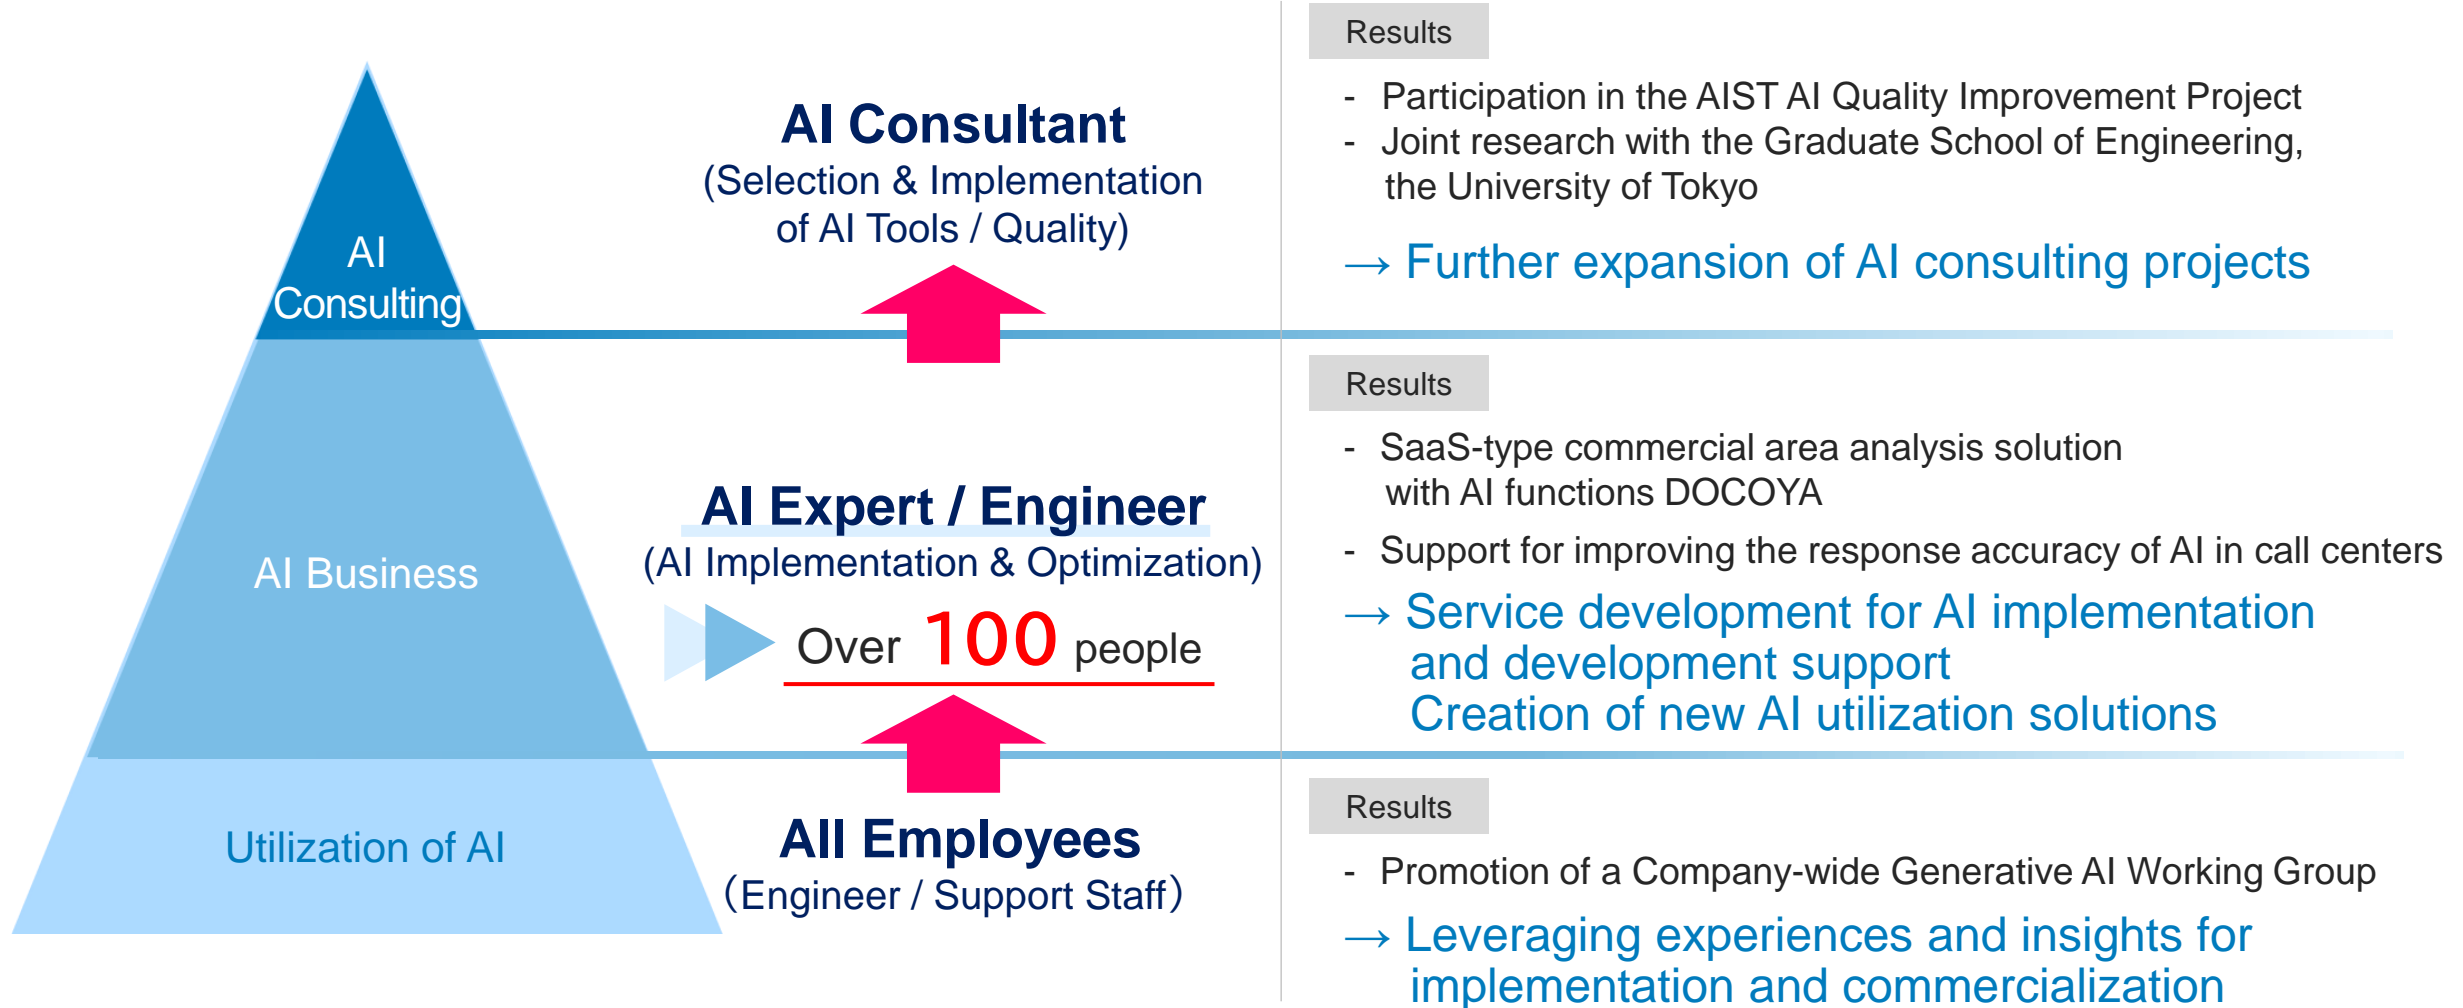 AI
Consulting
AI Consultant
(Selection & Implementation
of AI Tools / Quality)
Results
- Participation in the AIST AI Quality Improvement Project
- Joint research with the Graduate School of Engineering,
the University of Tokyo
→ Further expansion of AI consulting projects
AI Business
AI Expert / Engineer
(AI Implementation & Optimization)
Over 100 people
Results
- SaaS-type commercial area analysis solution
with AI functions DOCOYA
- Support for improving the response accuracy of AI in call centers
→ Service development for AI implementation
and development support
Creation of new AI utilization solutions
Utilization of AI
All Employees
（Engineer / Support Staff）
Results
- Promotion of a Company-wide Generative AI Working Group
→ Leveraging experiences and insights for
implementation and commercialization